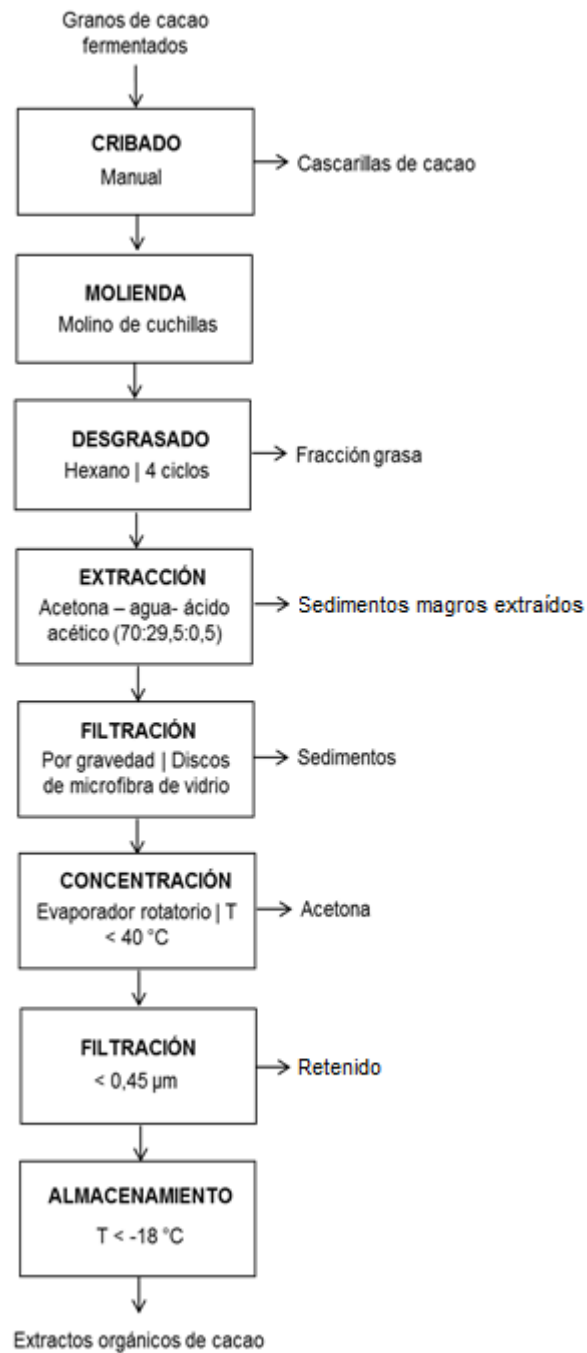 Granos de cacao
fermentados
CRIBADO
Manual
Cascarillas de cacao
MOLIENDA
Molino de cuchillas
DESGRASADO
Hexano | 4 ciclos
Fracción grasa
EXTRACCIÓN
Acetona – agua- ácido
acético (70:29,5:0,5)
Sedimentos magros extraídos
FILTRACIÓN
Por gravedad | Discos
de microfibra de vidrio
Sedimentos
CONCENTRACIÓN
Evaporador rotatorio | T
< 40 °C
Acetona
FILTRACIÓN
< 0,45 µm
Retenido
ALMACENAMIENTO
T < -18 °C
Extractos orgánicos de cacao